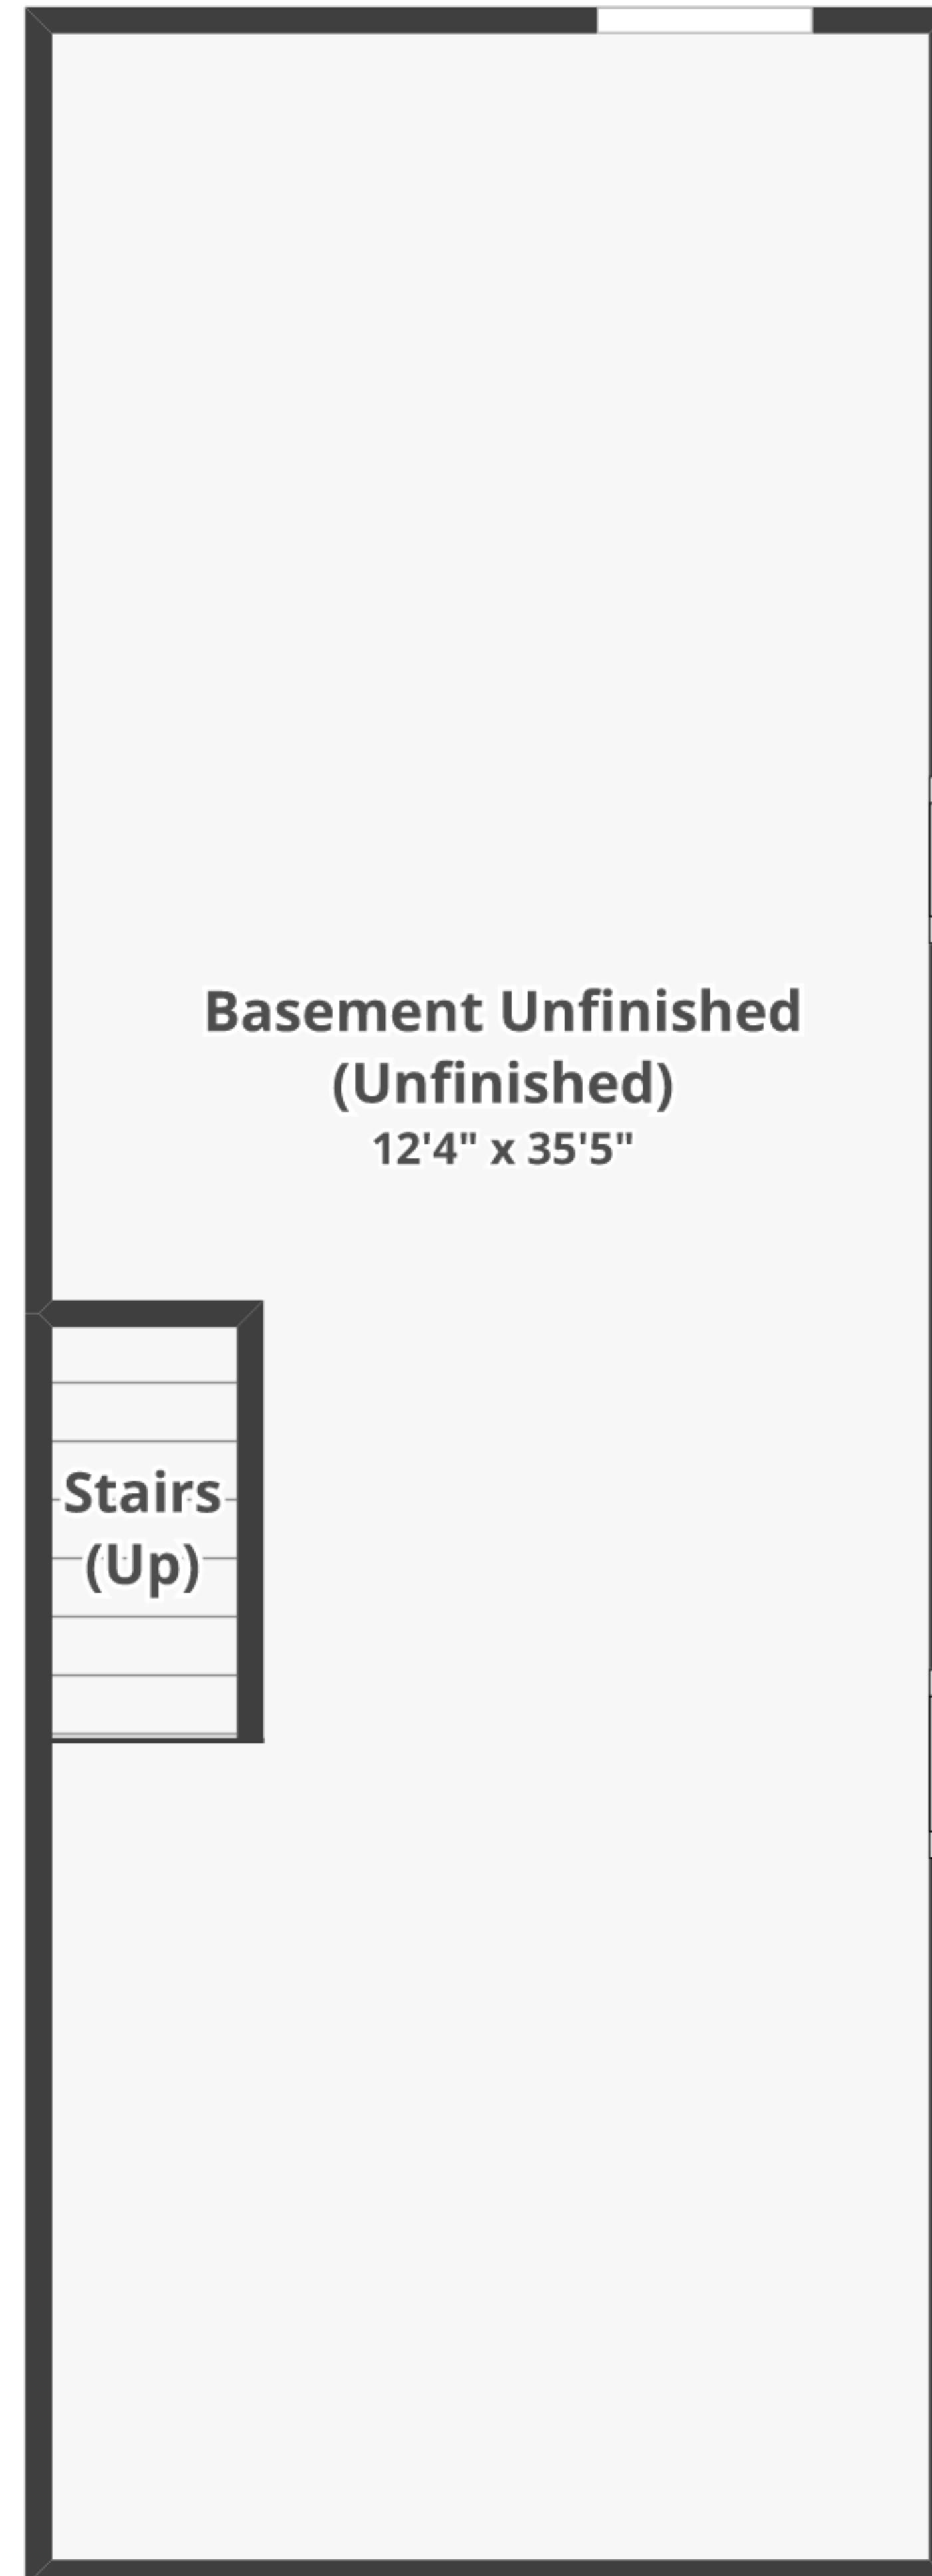 Basement Unfinished
(Unfinished)
12'4" x 35'5"
Stairs
(Up)